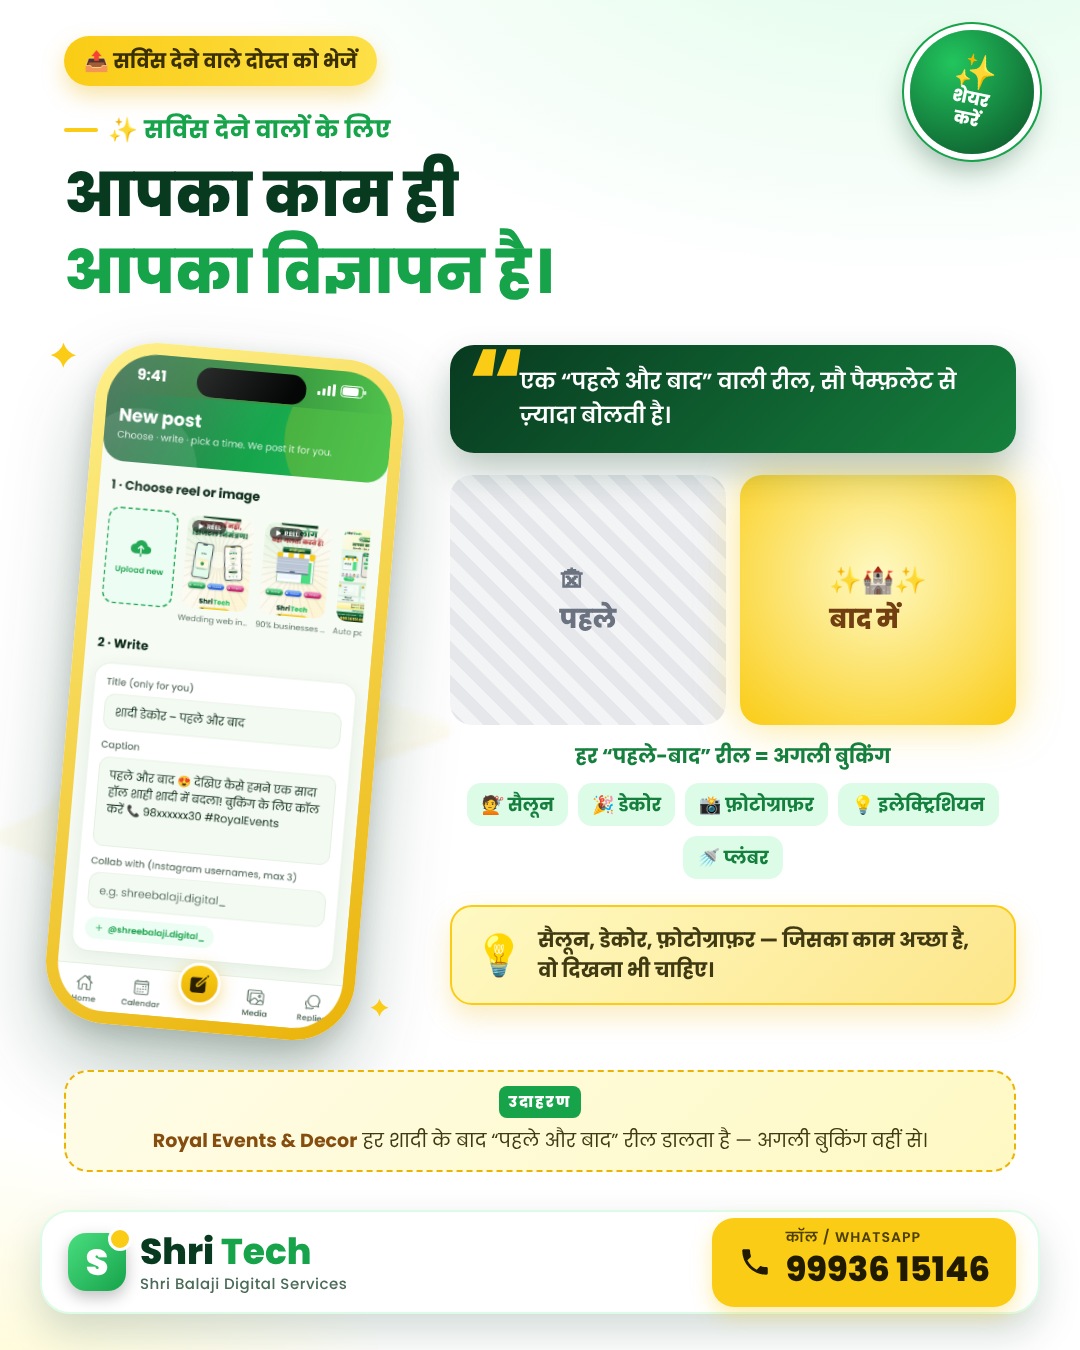 सर्विस देने वाले दोस्त को भेजें
शेयर
करें
सर्विस देने वालों के लिए
आपका काम ही
आपका विज्ञापन है।
9:41
New post
Choose · write · pick a time. We post it for you.
1 · Choose reel or image
Upload new
REEL
REEL
ShriTech
ShriTech
Wedding web in...
90% businesses ...
Auto po
2 · Write
Title (only for you)
शादी डेकोर – पहले और बाद
Caption
पहले और बाद 😍 देखिए कैसे हमने एक सादा
हॉल शाही शादी में बदला! बुकिंग के लिए कॉल
करें 📞 98xxxxxx30 #RoyalEvents
Collab with (Instagram usernames, max 3)
e.g. shreebalaji.digital_
+ @shreebalaji.digital_
Home
Calendar
Media
Replies
“एक “पहले और बाद” वाली रील, सौ पैम्फ़लेट से
ज़्यादा बोलती है।
पहले
बाद में
हर “पहले-बाद” रील = अगली बुकिंग
सैलून
डेकोर
फ़ोटोग्राफ़र
इलेक्ट्रिशियन
प्लंबर
सैलून, डेकोर, फ़ोटोग्राफ़र — जिसका काम अच्छा है,
वो दिखना भी चाहिए।
उदाहरण
Royal Events & Decor हर शादी के बाद “पहले और बाद” रील डालता है — अगली बुकिंग वहीं से।
S
Shri Tech
Shri Balaji Digital Services
कॉल / WHATSAPP
99936 15146